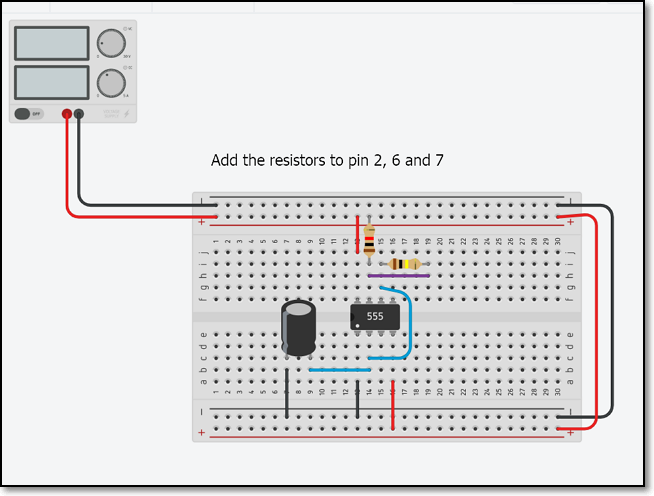 OFF
Add the resistors to pin 2, 6 and 7
− −
+ +
1 2 3 4 5 6 7 8 9 10 11 12 13 14 15 16 17 18 19 20 21 22 23 24 25 26 27 28 29 30
j j
i i
h h
g g
f f
555
e e
d d
c c
b b
a a
1 2 3 4 5 6 7 8 9 10 11 12 13 14 15 16 17 18 19 20 21 22 23 24 25 26 27 28 29 30
− −
+ +